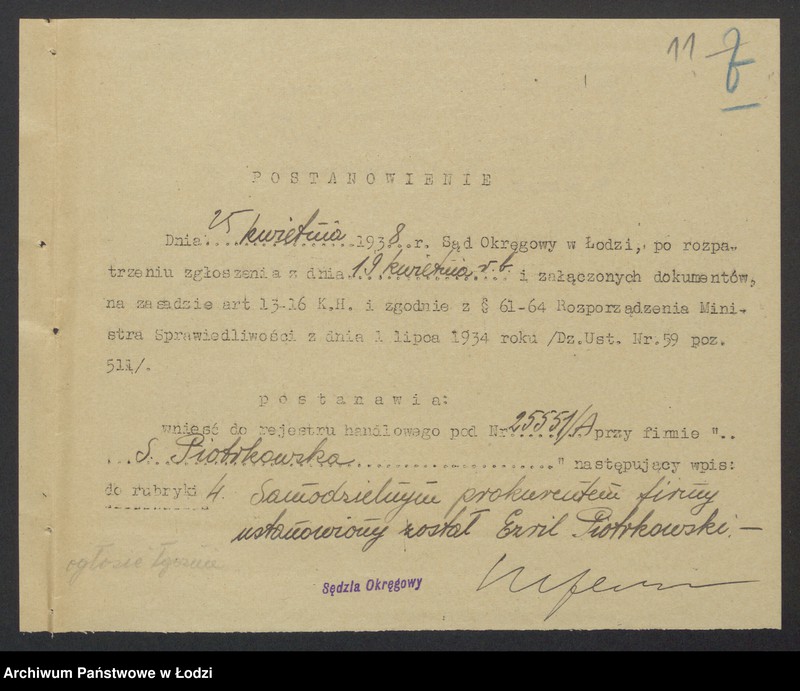 11 7
POSTANOWIENIE
Dnia 25 kwietnia 1938 r. Sąd Okręgowy w Łodzi, po rozpa-
trzeniu zgłoszenia z dnia 19 kwietnia r.b. i załączonych dokumentów,
na zasadzie art 13-16 K.H. i zgodnie z § 61-64 Rozporządzenia Mini-
stra Sprawiedliwości z dnia 1 lipca 1934 roku /Dz.Ust. Nr.59 poz.
511/.
postanawia:
wnieść do rejestru handlowego pod Nr 25551/A przy firmie "..
...S. Piotrkowska..." następujący wpis:
do rubryki 4. Samodzielnym prokurentem firmy
ustanowiony został Ezril Piotrkowski.—
ogłosić łącznie
Sędzia Okręgowy
Archiwum Państwowe w Łodzi